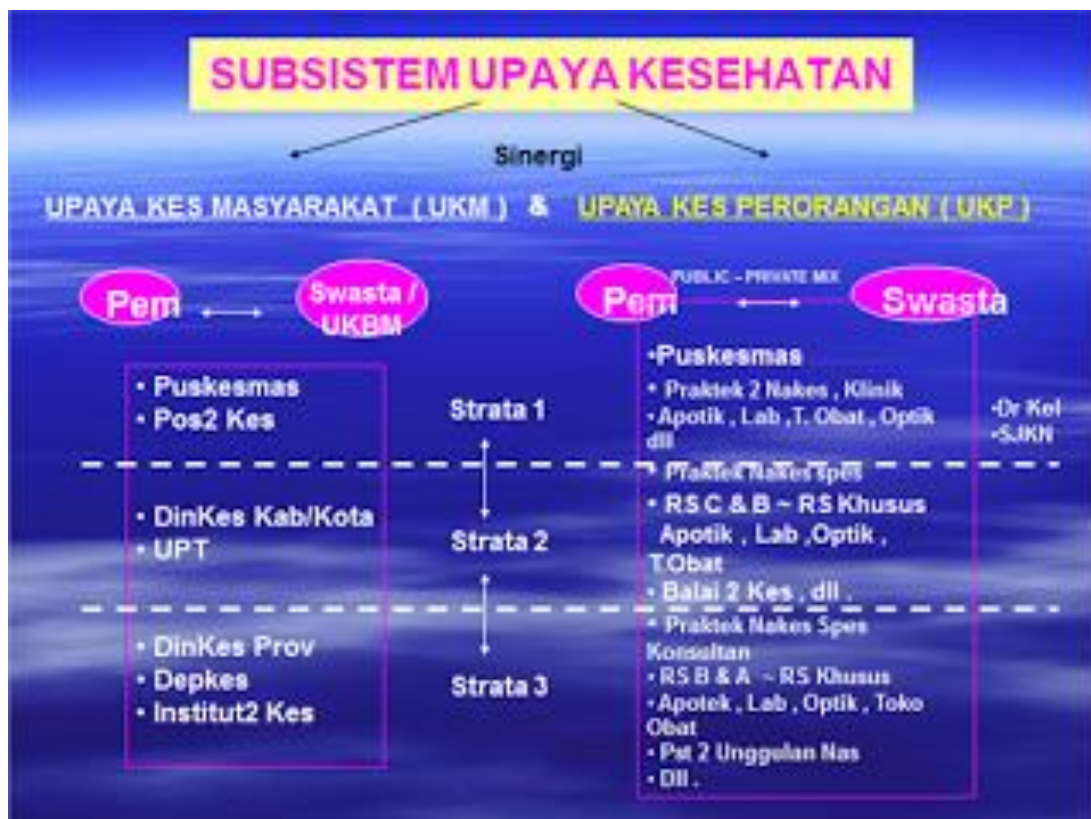 SUBSISTEM UPAYA KESEHATAN
Sinergi
UPAYA KES MASYARAKAT ( UKM ) & UPAYA KES PERORANGAN ( UKP )
Pem
Swasta /
UKBM
Pem
PUBLIC – PRIVATE MIX
Swasta
• Puskesmas
• Pos2 Kes
Strata 1
•Puskesmas
• Praktek 2 Nakes , Klinik
• Apotik , Lab ,T. Obat , Optik
dll
•Dr Kel
•SJKN
• DinKes Kab/Kota
• UPT
Strata 2
• Praktek Nakes spes
• RS C & B ~ RS Khusus
Apotik , Lab ,Optik ,
T.Obat
• Balai 2 Kes , dll .
• DinKes Prov
• Depkes
• Institut2 Kes
Strata 3
• Praktek Nakes Spes
Konsultan
• RS B & A ~ RS Khusus
• Apotek , Lab , Optik , Toko
Obat
• Pst 2 Unggulan Nas
• Dll .